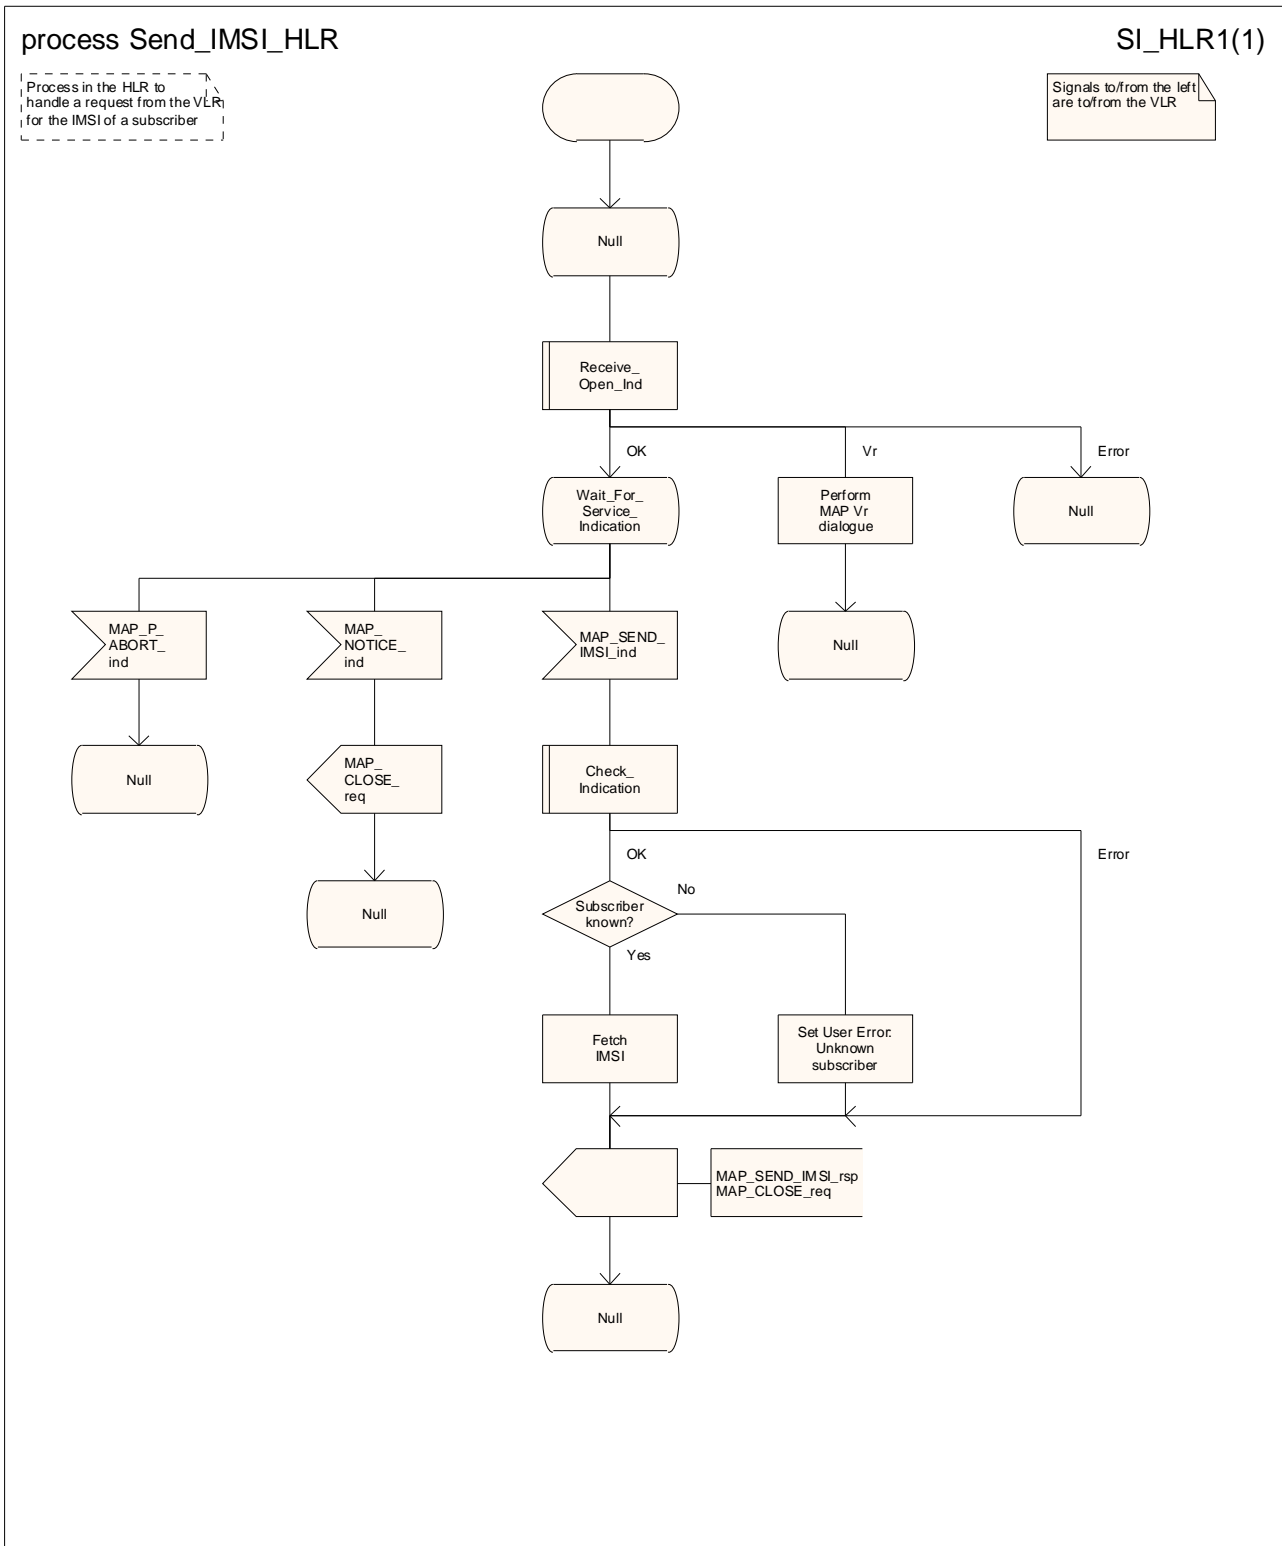 process Send_IMSI_HLR
SI_HLR1(1)
Process in the HLR to
handle a request from the VLR
for the IMSI of a subscriber
Signals to/from the left
are to/from the VLR
Null
Receive_
Open_Ind
OK
Vr
Error
Wait_For_
Service_
Indication
Perform
MAP Vr
dialogue
Null
MAP_P_
ABORT_
ind
MAP_
NOTICE_
ind
MAP_SEND_
IMSI_ind
Null
Null
MAP_
CLOSE_
req
Check_
Indication
OK
Error
Null
Subscriber
known?
No
Yes
Fetch
IMSI
Set User Error:
Unknown
subscriber
MAP_SEND_IMSI_rsp
MAP_CLOSE_req
Null